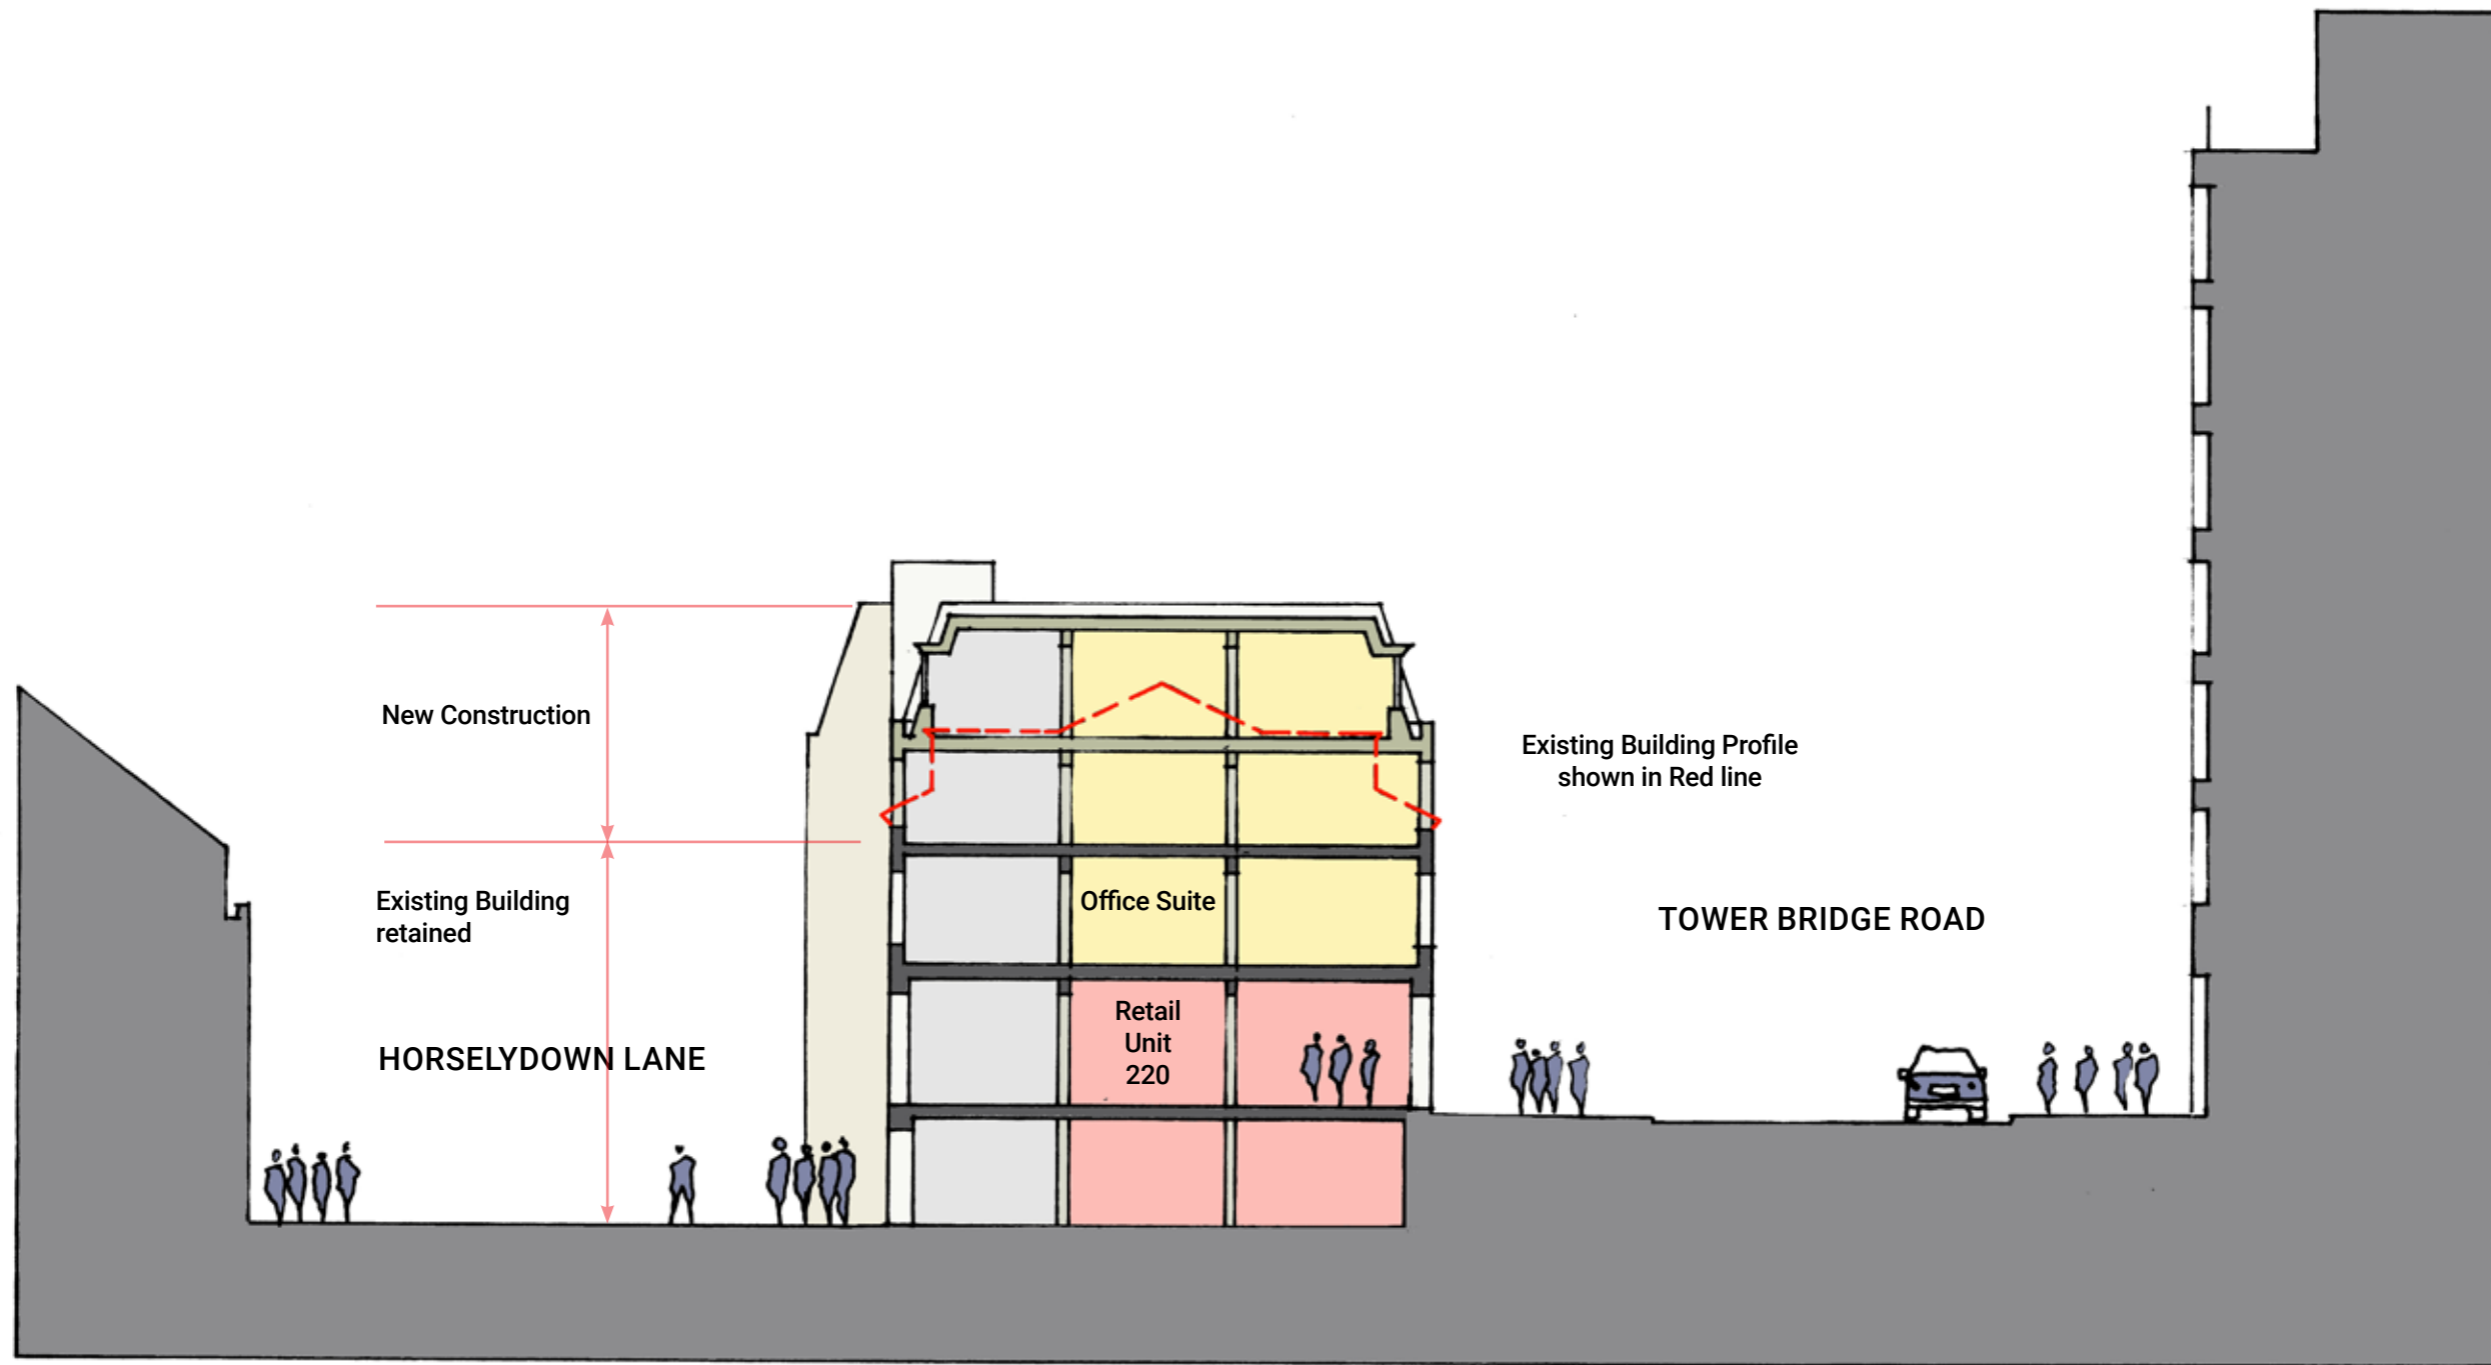 New Construction
Existing Building Profile
shown in Red line
Existing Building
retained
Office Suite
TOWER BRIDGE ROAD
Retail
Unit
220
HORSELYDOWN LANE